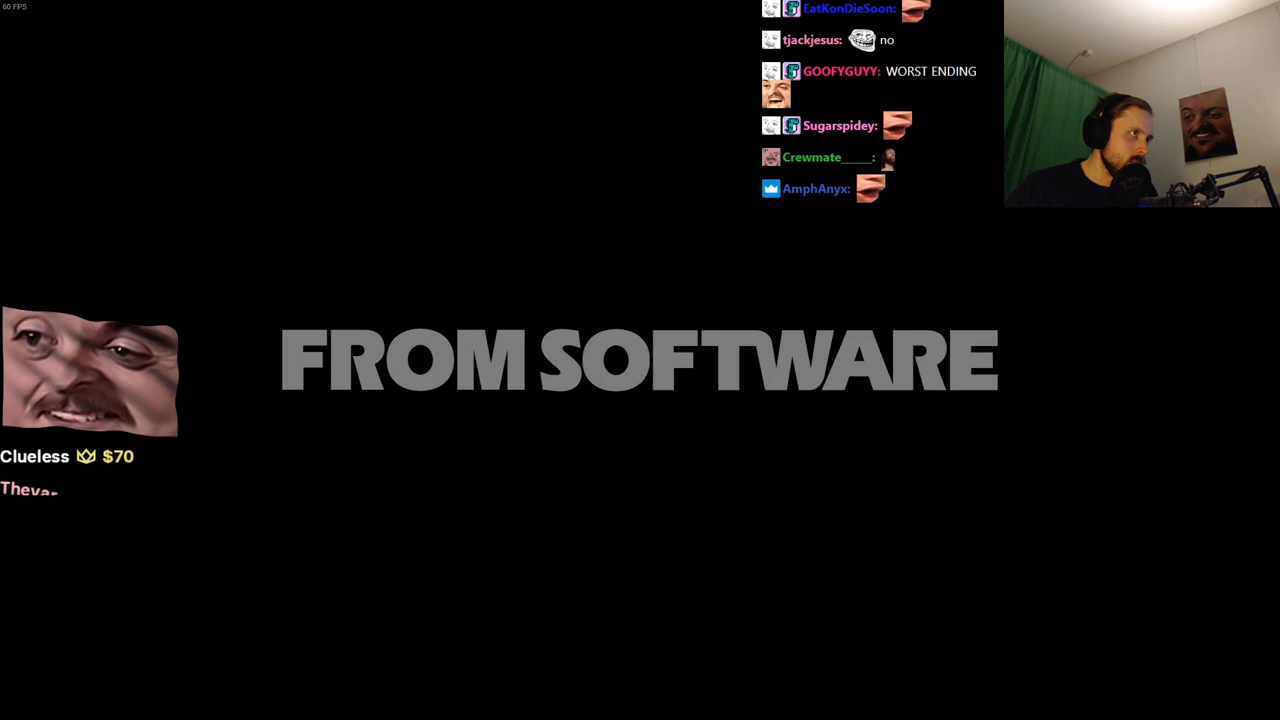 60 FPS
EatKonDieSoon:
tjackjesus: no
GOOFYGUYY: WORST ENDING
Sugarspidey:
Crewmate_____:
AmphAnyx:
FROM SOFTWARE
Clueless $70